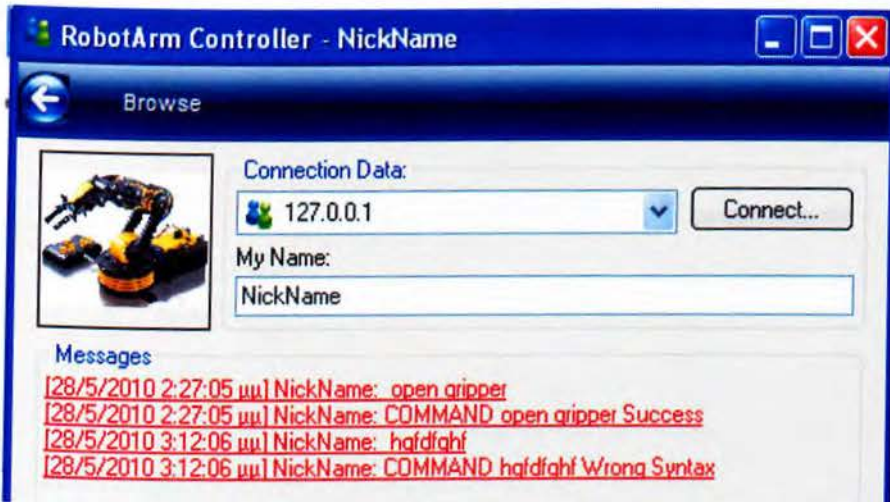 RobotArm Controller - NickName
Browse
Connection Data:
127.0.0.1
Connect...
My Name:
NickName
Messages
[28/5/2010 2:27:05 μμ] NickName: open gripper
[28/5/2010 2:27:05 μμ] NickName: COMMAND open gripper Success
[28/5/2010 3:12:06 μμ] NickName: hgfdfghf
[28/5/2010 3:12:06 μμ] NickName: COMMAND hgfdfghf Wrong Syntax